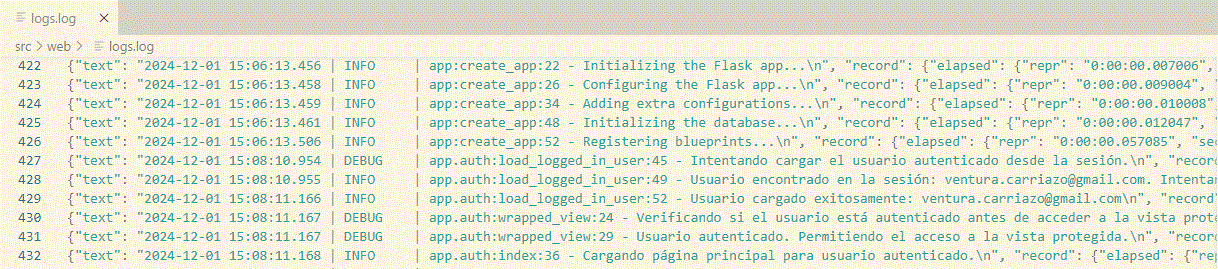 logs.log
src > web > logs.log
422 {"text": "2024-12-01 15:06:13.456 | INFO | app:create_app:22 - Initializing the Flask app...\n", "record": {"elapsed": {"repr": "0:00:00.007006",
423 {"text": "2024-12-01 15:06:13.458 | INFO | app:create_app:26 - Configuring the Flask app...\n", "record": {"elapsed": {"repr": "0:00:00.009004",
424 {"text": "2024-12-01 15:06:13.459 | INFO | app:create_app:34 - Adding extra configurations...\n", "record": {"elapsed": {"repr": "0:00:00.010008",
425 {"text": "2024-12-01 15:06:13.461 | INFO | app:create_app:48 - Initializing the database...\n", "record": {"elapsed": {"repr": "0:00:00.012047", "
426 {"text": "2024-12-01 15:06:13.506 | INFO | app:create_app:52 - Registering blueprints...\n", "record": {"elapsed": {"repr": "0:00:00.057085", "sec
427 {"text": "2024-12-01 15:08:10.954 | DEBUG | app.auth:load_logged_in_user:45 - Intentando cargar el usuario autenticado desde la sesión.\n", "recor
428 {"text": "2024-12-01 15:08:10.955 | INFO | app.auth:load_logged_in_user:49 - Usuario encontrado en la sesión: ventura.carriazo@gmail.com. Intenta
429 {"text": "2024-12-01 15:08:11.166 | INFO | app.auth:load_logged_in_user:52 - Usuario cargado exitosamente: ventura.carriazo@gmail.com\n", "record"
430 {"text": "2024-12-01 15:08:11.167 | DEBUG | app.auth:wrapped_view:24 - Verificando si el usuario está autenticado antes de acceder a la vista prote
431 {"text": "2024-12-01 15:08:11.167 | DEBUG | app.auth:wrapped_view:29 - Usuario autenticado. Permitiendo el acceso a la vista protegida.\n", "record
432 {"text": "2024-12-01 15:08:11.168 | INFO | app.auth:index:36 - Cargando página principal para usuario autenticado.\n", "record": {"elapsed": {"rep